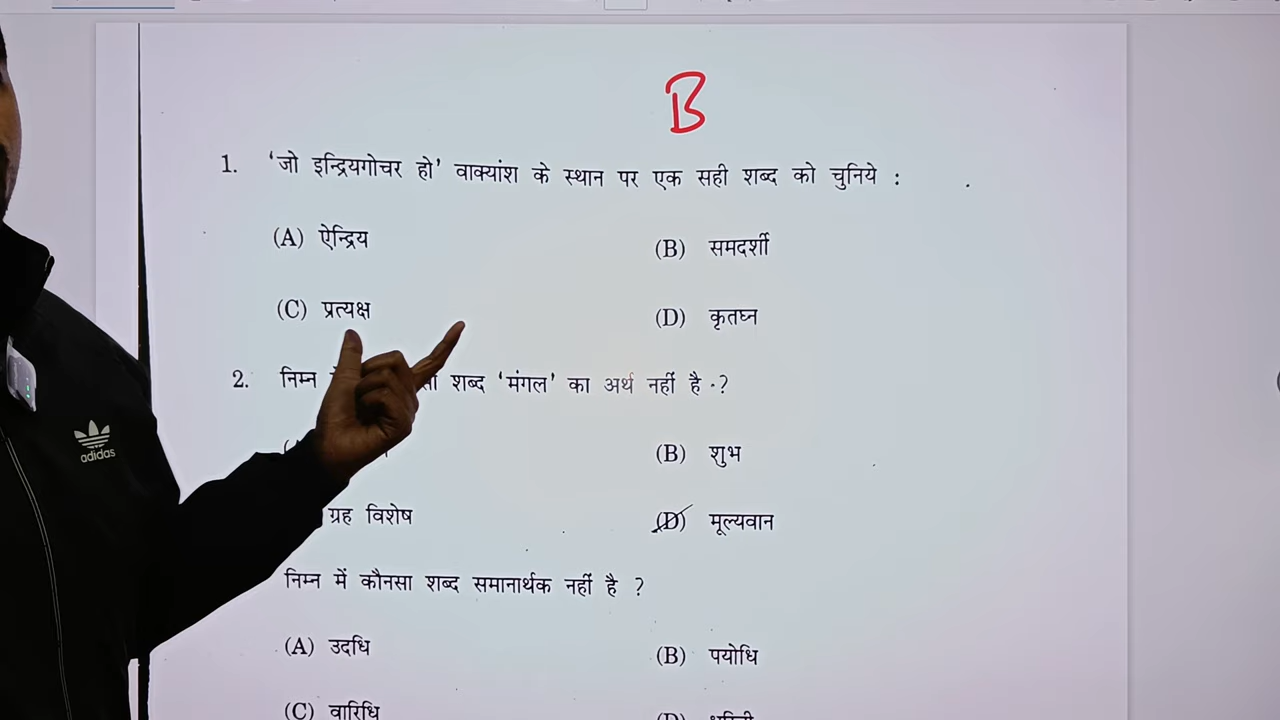 B
1. 'जो इन्द्रियगोचर हो' वाक्यांश के स्थान पर एक सही शब्द को चुनिये :
(A) ऐन्द्रिय (B) समदर्शी
(C) प्रत्यक्ष (D) कृतघ्न
2. निम्न शब्द 'मंगल' का अर्थ नहीं है ?
(B) शुभ
ग्रह विशेष (D) मूल्यवान
adidas
निम्न में कौनसा शब्द समानार्थक नहीं है ?
(A) उदधि (B) पयोधि
(C) वारिधि